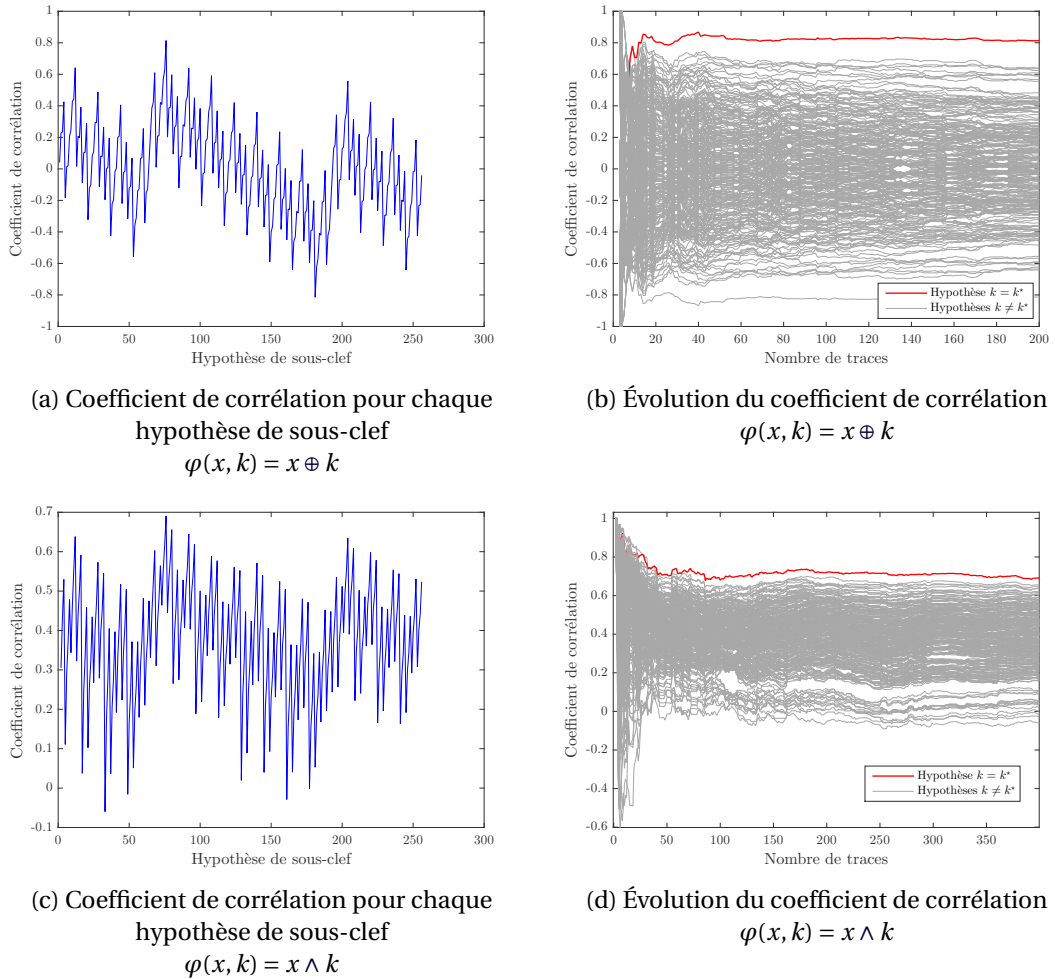 1
0.8
0.6
0.4
0.2
0
-0.2
-0.4
-0.6
-0.8
-1
Coefficient de corrélation
0 50 100 150 200 250 300
Hypothèse de sous-clef
(a) Coefficient de corrélation pour chaque
hypothèse de sous-clef
φ(x, k) = x ⊕ k
1
0.8
0.6
0.4
0.2
0
-0.2
-0.4
-0.6
-0.8
-1
Coefficient de corrélation
Hypothèse k = k⋆
Hypothèses k ≠ k⋆
0 20 40 60 80 100 120 140 160 180 200
Nombre de traces
(b) Évolution du coefficient de corrélation
φ(x, k) = x ⊕ k
0.7
0.6
0.5
0.4
0.3
0.2
0.1
0
-0.1
Coefficient de corrélation
0 50 100 150 200 250 300
Hypothèse de sous-clef
(c) Coefficient de corrélation pour chaque
hypothèse de sous-clef
φ(x, k) = x ∧ k
1
0.8
0.6
0.4
0.2
0
-0.2
-0.4
-0.6
Coefficient de corrélation
Hypothèse k = k⋆
Hypothèses k ≠ k⋆
0 50 100 150 200 250 300 350
Nombre de traces
(d) Évolution du coefficient de corrélation
φ(x, k) = x ∧ k